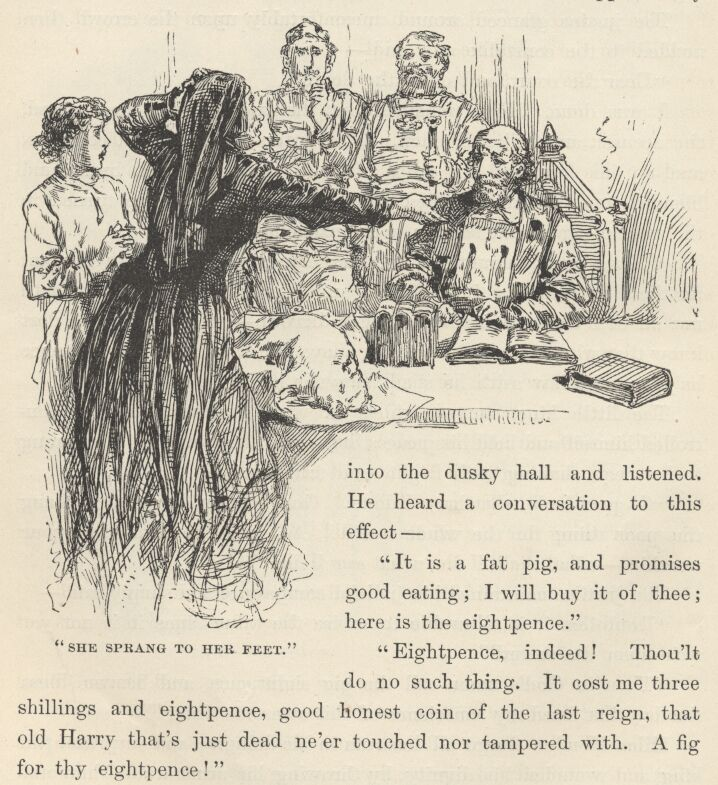 into the dusky hall and listened.
He heard a conversation to this
effect—
“It is a fat pig, and promises
good eating; I will buy it of thee;
here is the eightpence.”
“SHE SPRANG TO HER FEET.”
“Eightpence, indeed! Thou’lt
do no such thing. It cost me three
shillings and eightpence, good honest coin of the last reign, that
old Harry that’s just dead ne’er touched nor tampered with. A fig
for thy eightpence!”